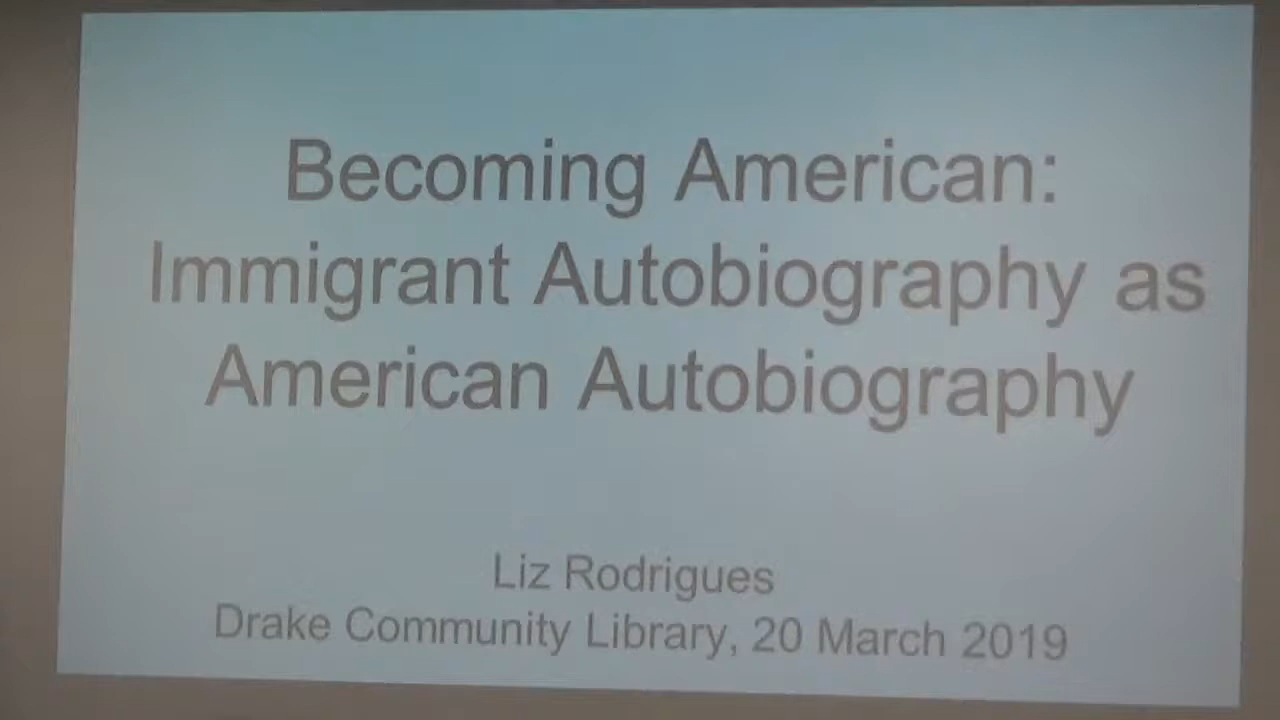 Becoming American:
Immigrant Autobiography as
American Autobiography
Liz Rodrigues
Drake Community Library, 20 March 2019